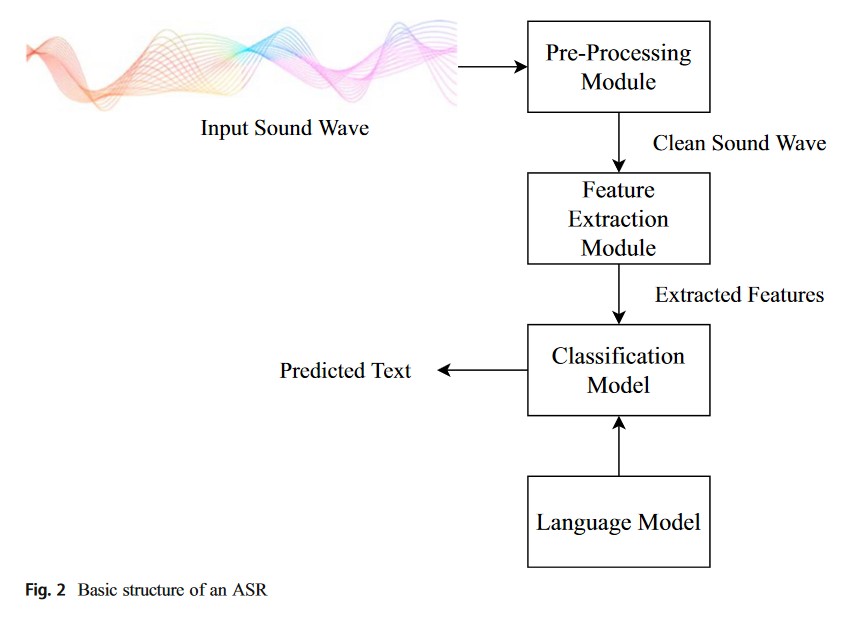 Pre-Processing
Module
Input Sound Wave
Clean Sound Wave
Feature
Extraction
Module
Extracted Features
Classification
Model
Predicted Text
Language Model
Fig. 2 Basic structure of an ASR